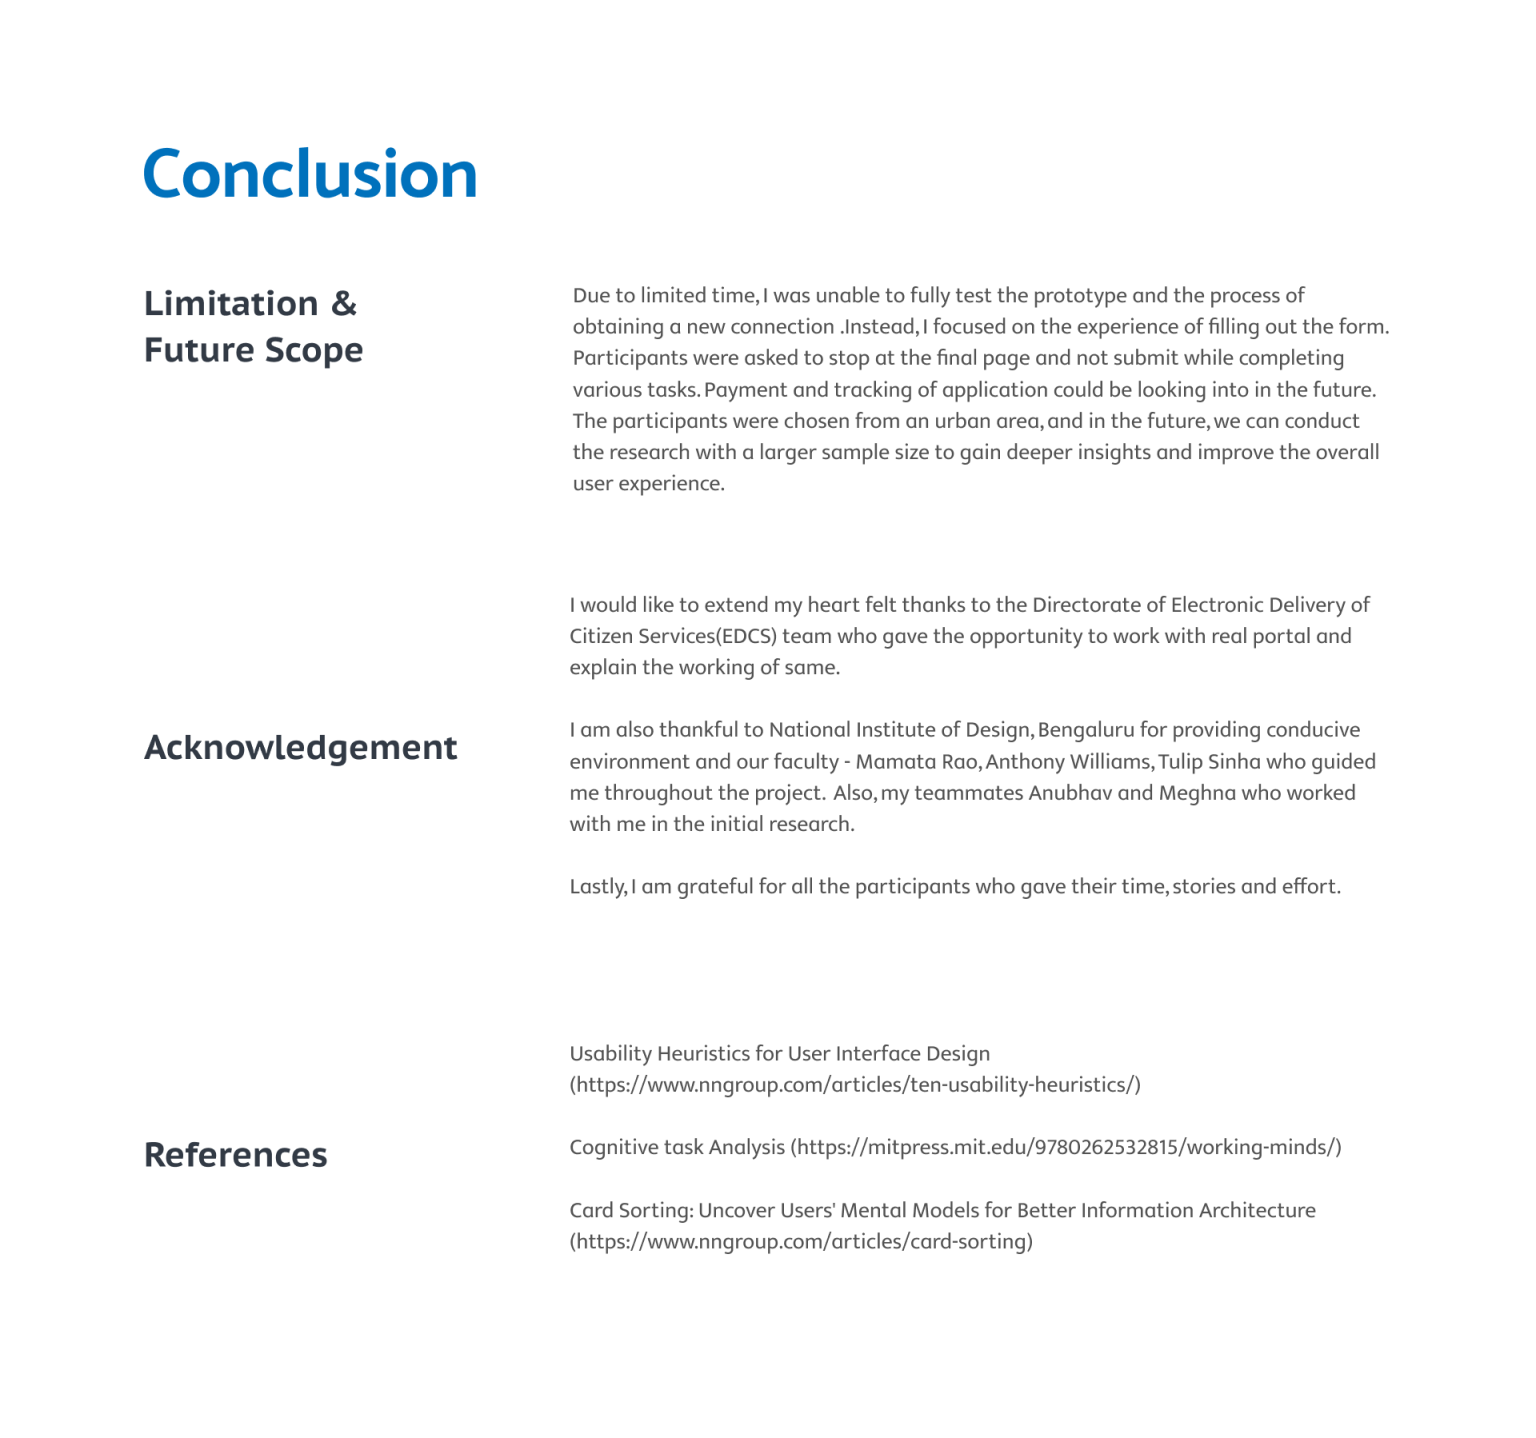 Conclusion
Limitation &
Future Scope
Due to limited time, I was unable to fully test the prototype and the process of
obtaining a new connection .Instead, I focused on the experience of filling out the form.
Participants were asked to stop at the final page and not submit while completing
various tasks. Payment and tracking of application could be looking into in the future.
The participants were chosen from an urban area, and in the future, we can conduct
the research with a larger sample size to gain deeper insights and improve the overall
user experience.
Acknowledgement
I would like to extend my heart felt thanks to the Directorate of Electronic Delivery of
Citizen Services(EDCS) team who gave the opportunity to work with real portal and
explain the working of same.
I am also thankful to National Institute of Design, Bengaluru for providing conducive
environment and our faculty - Mamata Rao, Anthony Williams, Tulip Sinha who guided
me throughout the project.  Also, my teammates Anubhav and Meghna who worked
with me in the initial research.
Lastly, I am grateful for all the participants who gave their time, stories and effort.
References
Usability Heuristics for User Interface Design
(https://www.nngroup.com/articles/ten-usability-heuristics/)
Cognitive task Analysis (https://mitpress.mit.edu/9780262532815/working-minds/)
Card Sorting: Uncover Users' Mental Models for Better Information Architecture
(https://www.nngroup.com/articles/card-sorting)